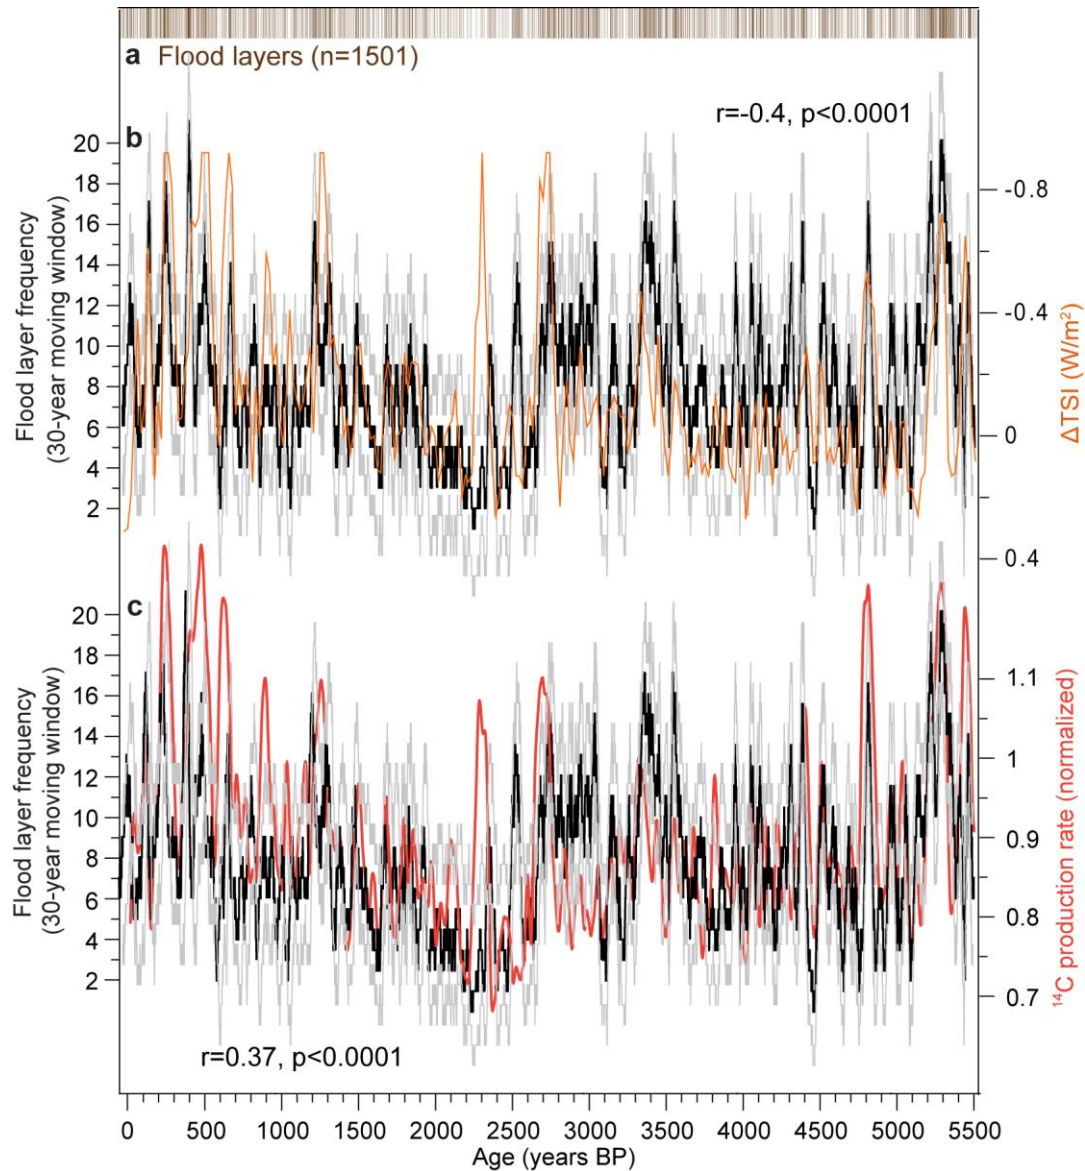 a Flood layers (n=1501)
b
r=-0.4, p<0.0001
20
18
16
14
12
10
8
6
4
2
Flood layer frequency
(30-year moving window)
-0.8
-0.4
0
0.4
ΔTSI (W/m²)
c
20
18
16
14
12
10
8
6
4
2
Flood layer frequency
(30-year moving window)
1.1
1
0.9
0.8
0.7
¹⁴C production rate (normalized)
r=0.37, p<0.0001
0 500 1000 1500 2000 2500 3000 3500 4000 4500 5000 5500
Age (years BP)